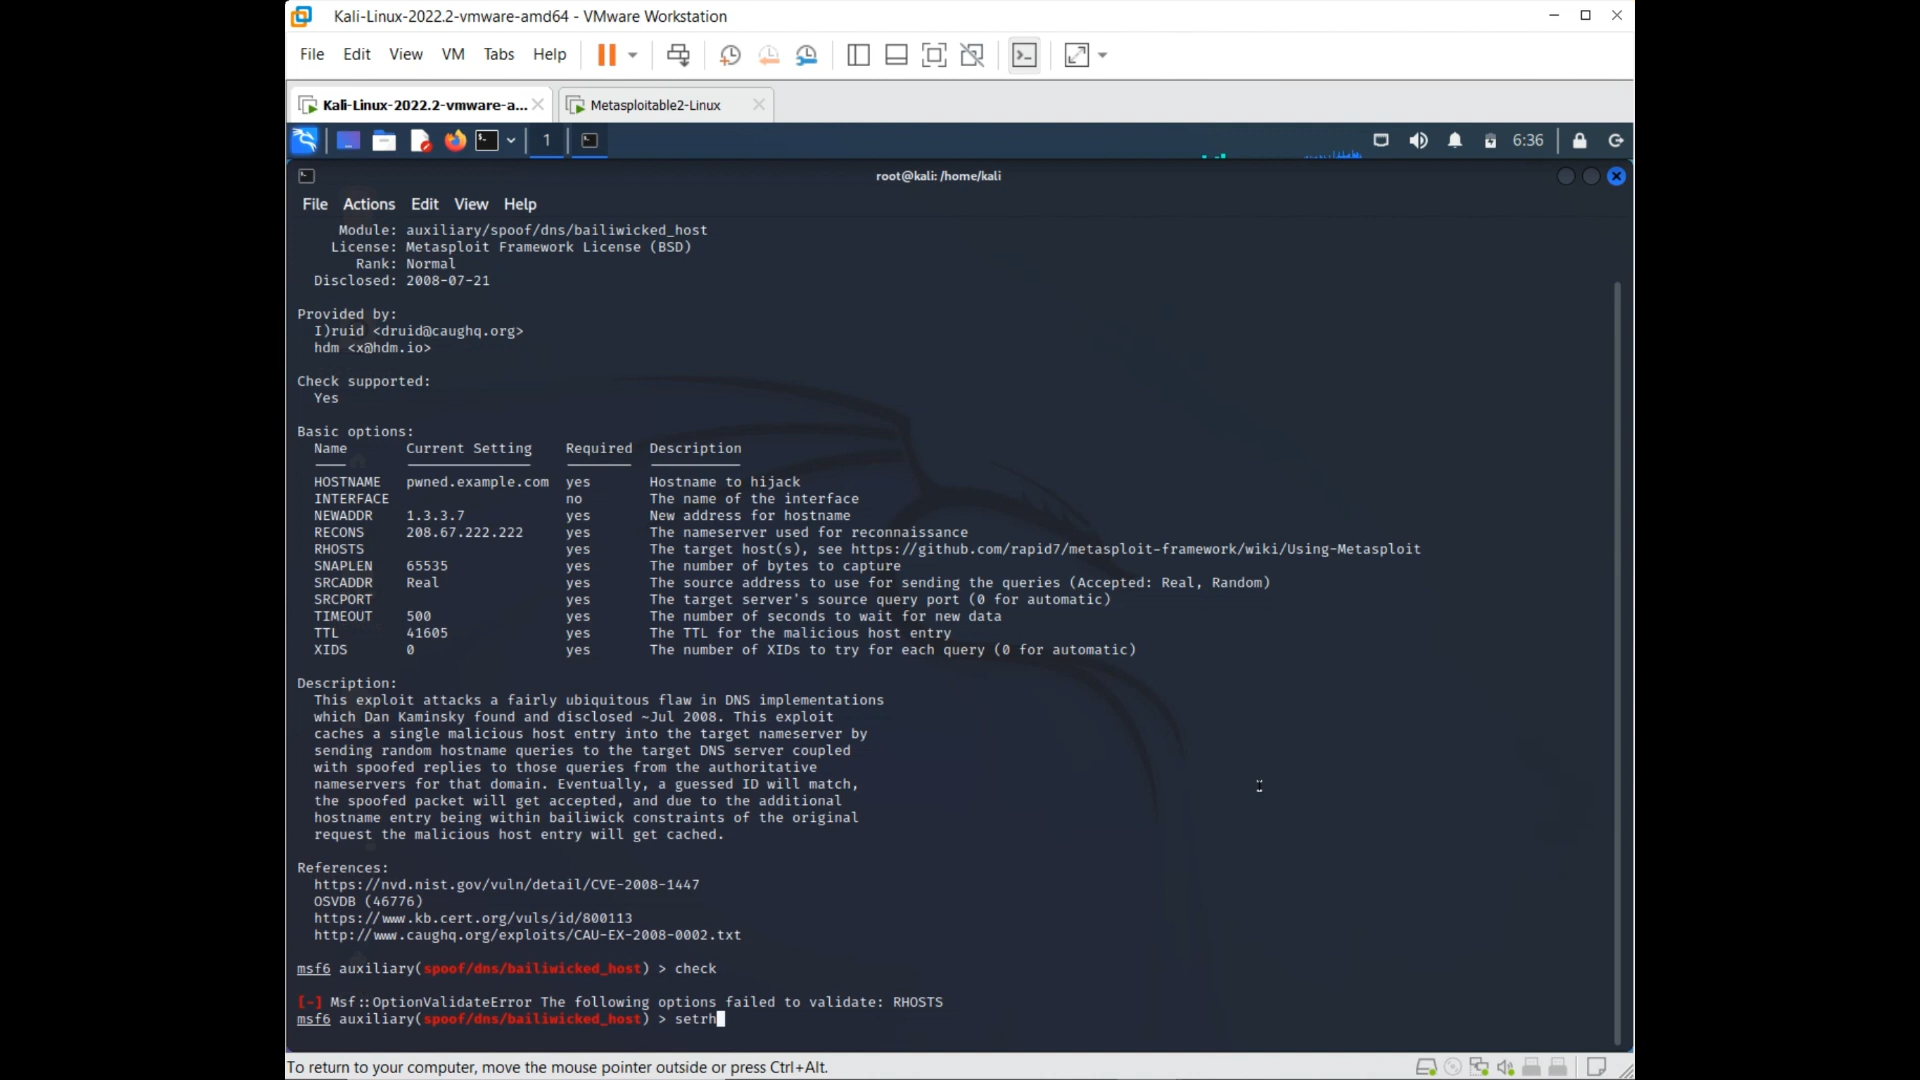 Kali-Linux-2022.2-vmware-amd64 - VMware Workstation
File Edit View VM Tabs Help
Kali-Linux-2022.2-vmware-a... Metasploitable2-Linux
1 6:36
root@kali: /home/kali
File Actions Edit View Help
Module: auxiliary/spoof/dns/bailiwicked_host
License: Metasploit Framework License (BSD)
Rank: Normal
Disclosed: 2008-07-21
Provided by:
I)ruid <druid@caughq.org>
hdm <x@hdm.io>
Check supported:
Yes
Basic options:
Name Current Setting Required Description
HOSTNAME pwned.example.com yes Hostname to hijack
INTERFACE no The name of the interface
NEWADDR 1.3.3.7 yes New address for hostname
RECONS 208.67.222.222 yes The nameserver used for reconnaissance
RHOSTS yes The target host(s), see https://github.com/rapid7/metasploit-framework/wiki/Using-Metasploit
SNAPLEN 65535 yes The number of bytes to capture
SRCADDR Real yes The source address to use for sending the queries (Accepted: Real, Random)
SRCPORT yes The target server's source query port (0 for automatic)
TIMEOUT 500 yes The number of seconds to wait for new data
TTL 41605 yes The TTL for the malicious host entry
XIDS 0 yes The number of XIDs to try for each query (0 for automatic)
Description:
This exploit attacks a fairly ubiquitous flaw in DNS implementations
which Dan Kaminsky found and disclosed ~Jul 2008. This exploit
caches a single malicious host entry into the target nameserver by
sending random hostname queries to the target DNS server coupled
with spoofed replies to those queries from the authoritative
nameservers for that domain. Eventually, a guessed ID will match,
the spoofed packet will get accepted, and due to the additional
hostname entry being within bailiwick constraints of the original
request the malicious host entry will get cached.
References:
https://nvd.nist.gov/vuln/detail/CVE-2008-1447
OSVDB (46776)
https://www.kb.cert.org/vuls/id/800113
http://www.caughq.org/exploits/CAU-EX-2008-0002.txt
msf6 auxiliary(spoof/dns/bailiwicked_host) > check
[-] Msf::OptionValidateError The following options failed to validate: RHOSTS
msf6 auxiliary(spoof/dns/bailiwicked_host) > setrh
To return to your computer, move the mouse pointer outside or press Ctrl+Alt.